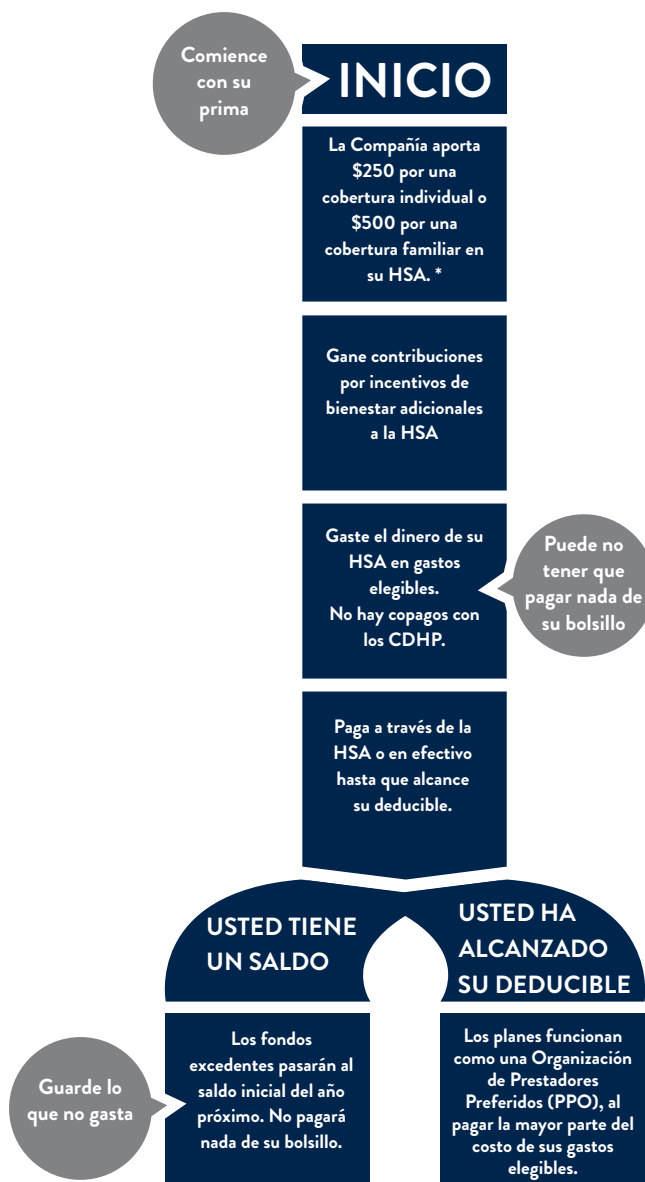 Comience
con su
prima
INICIO
La Compañía aporta
$250 por una
cobertura individual o
$500 por una
cobertura familiar en
su HSA. *
Gane contribuciones
por incentivos de
bienestar adicionales
a la HSA
Gaste el dinero de su
HSA en gastos
elegibles.
No hay copagos con
los CDHP.
Puede no
tener que
pagar nada de
su bolsillo
Paga a través de la
HSA o en efectivo
hasta que alcance
su deducible.
USTED TIENE
UN SALDO
Los fondos
excedentes pasarán al
saldo inicial del año
próximo. No pagará
nada de su bolsillo.
Guarde lo
que no gasta
USTED HA
ALCANZADO
SU DEDUCIBLE
Los planes funcionan
como una Organización
de Prestadores
Preferidos (PPO), al
pagar la mayor parte del
costo de sus gastos
elegibles.